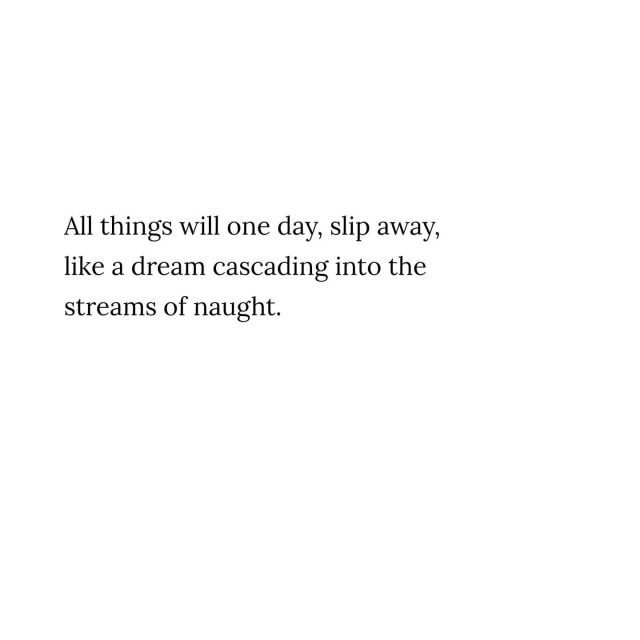 All things will one day, slip away,
like a dream cascading into the
streams of naught.